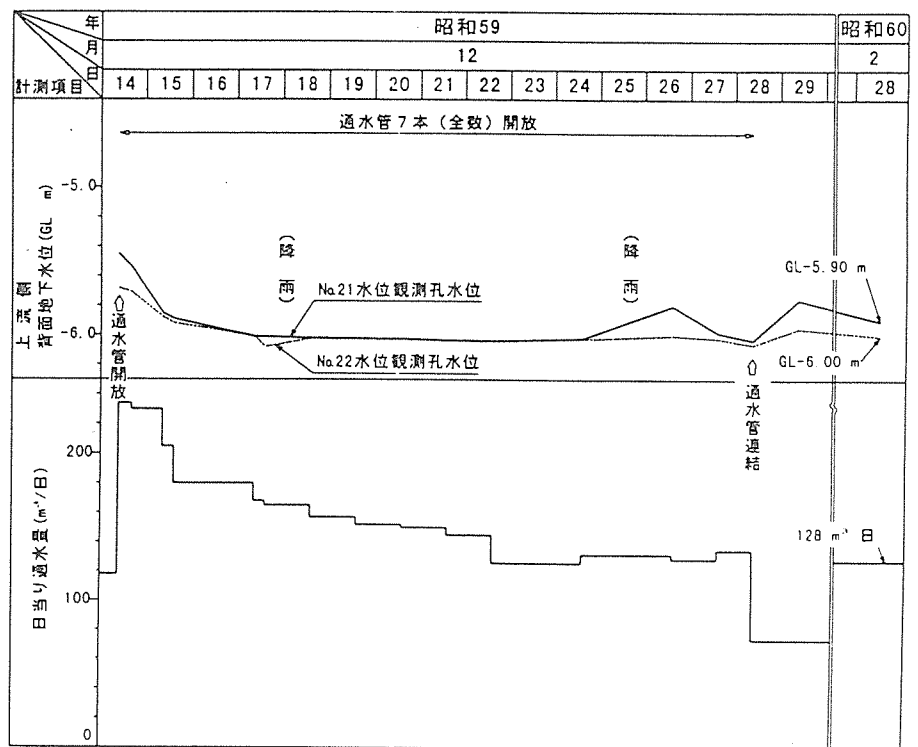 年 昭和59 昭和60
月 12 2
日
計測項目 14 15 16 17 18 19 20 21 22 23 24 25 26 27 28 29 28
通水管7本(全数)開放
上流側
背面地下水位(GL m)
-5.0
-6.0
(降雨)
(降雨)
No.21水位観測孔水位
No.22水位観測孔水位
通水管開放
GL-5.90 m
GL-6.00 m
通水管連結
日当り通水量(m³/日)
200
100
0
128 m³ 日